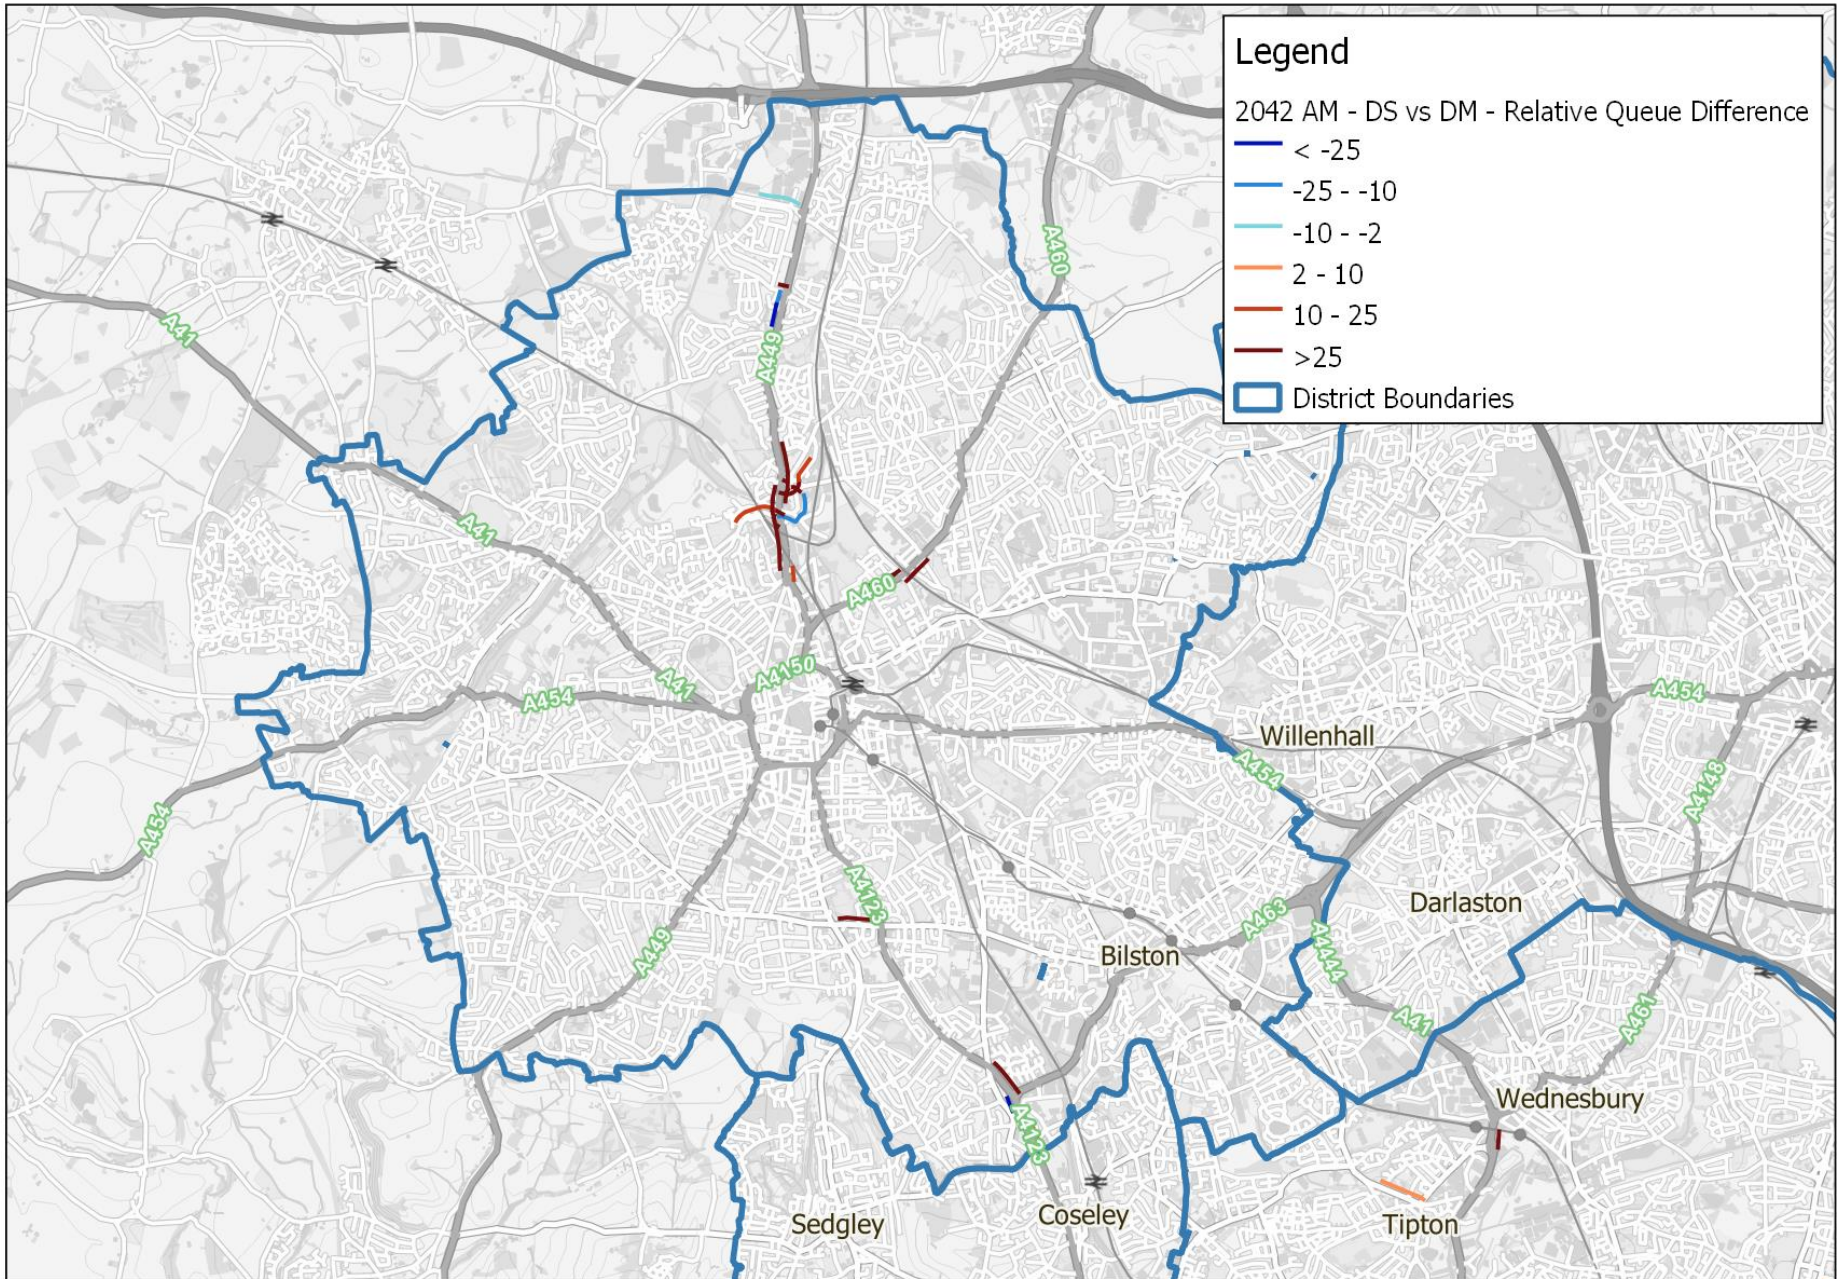 Legend
2042 AM - DS vs DM - Relative Queue Difference
< -25
-25 - -10
-10 - -2
2 - 10
10 - 25
>25
District Boundaries
A460
A41
A449
A41
A460
A4150
A41
A454
A454
Willenhall
A454
A4148
A454
A4123
Darlaston
A463
A449
Bilston
A4444
A41
A461
Wednesbury
A4123
Sedgley
Coseley
Tipton